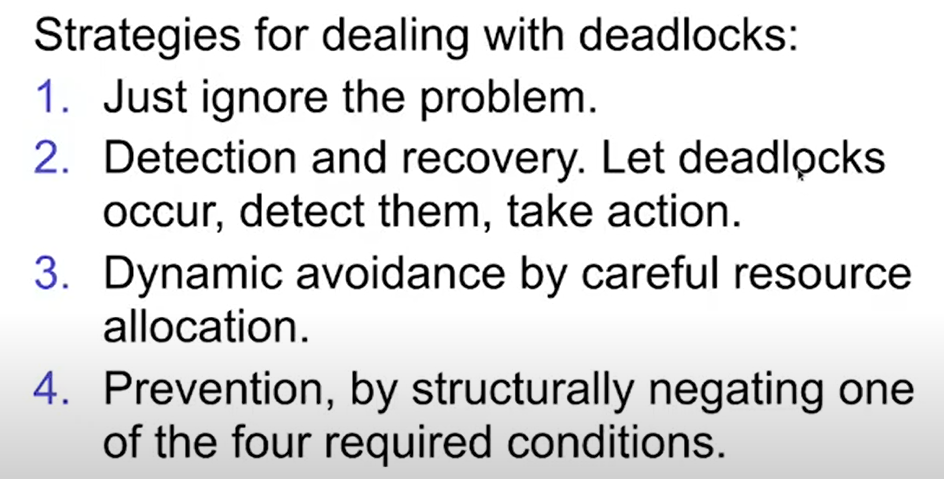 Strategies for dealing with deadlocks:
1. Just ignore the problem.
2. Detection and recovery. Let deadlocks
occur, detect them, take action.
3. Dynamic avoidance by careful resource
allocation.
4. Prevention, by structurally negating one
of the four required conditions.